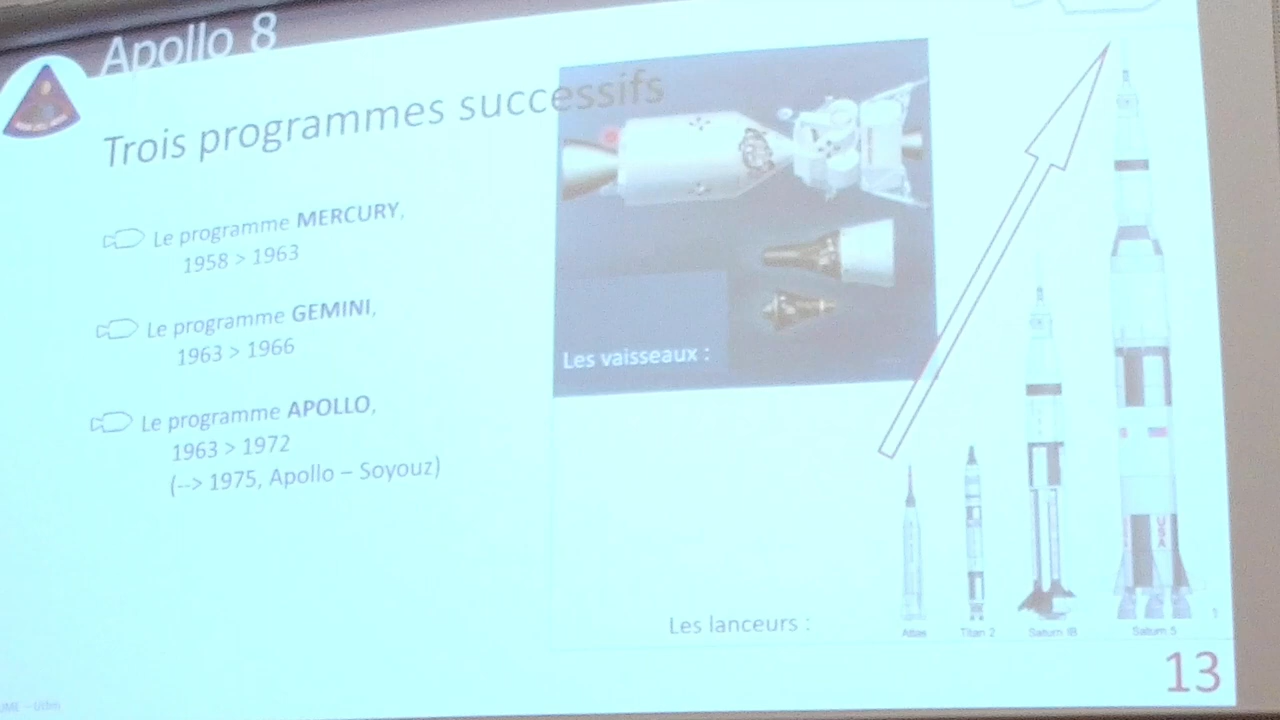 Apollo 8
Trois programmes successifs
Le programme MERCURY,
1958 > 1963
Le programme GEMINI,
1963 > 1966
Le programme APOLLO,
1963 > 1972
(--> 1975, Apollo – Soyouz)
Les vaisseaux :
USA
Les lanceurs :
Atlas
Titan 2
Saturn IB
Saturn 5
13